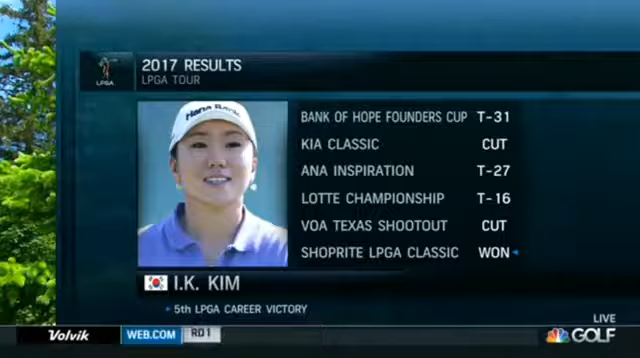 2017 RESULTS
LPGA TOUR
LPGA
Hana Bank
BANK OF HOPE FOUNDERS CUP T-31
KIA CLASSIC CUT
ANA INSPIRATION T-27
LOTTE CHAMPIONSHIP T-16
VOA TEXAS SHOOTOUT CUT
SHOPRITE LPGA CLASSIC WON
I.K. KIM
5th LPGA CAREER VICTORY
LIVE
Volvik WEB.COM RD 1 GOLF